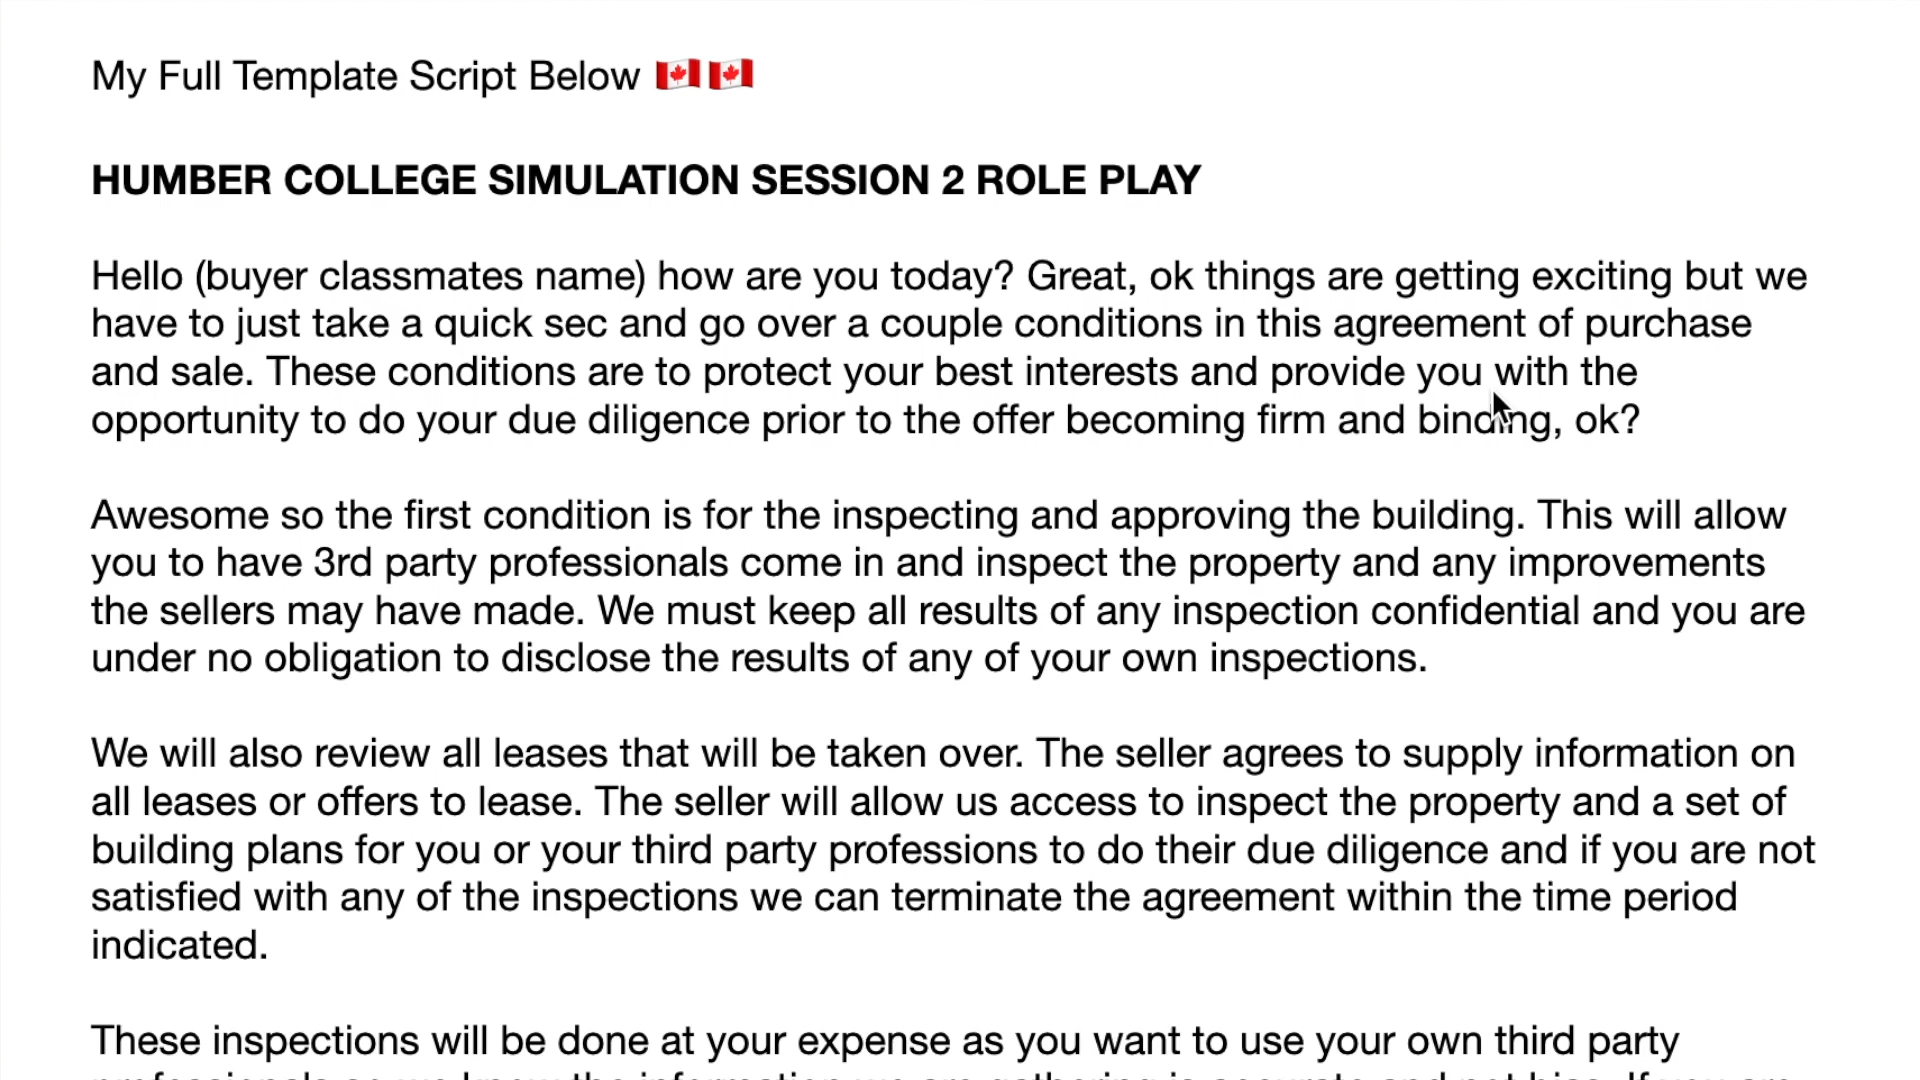 My Full Template Script Below 🇨🇦🇨🇦
HUMBER COLLEGE SIMULATION SESSION 2 ROLE PLAY
Hello (buyer classmates name) how are you today? Great, ok things are getting exciting but we
have to just take a quick sec and go over a couple conditions in this agreement of purchase
and sale. These conditions are to protect your best interests and provide you with the
opportunity to do your due diligence prior to the offer becoming firm and binding, ok?
Awesome so the first condition is for the inspecting and approving the building. This will allow
you to have 3rd party professionals come in and inspect the property and any improvements
the sellers may have made. We must keep all results of any inspection confidential and you are
under no obligation to disclose the results of any of your own inspections.
We will also review all leases that will be taken over. The seller agrees to supply information on
all leases or offers to lease. The seller will allow us access to inspect the property and a set of
building plans for you or your third party professions to do their due diligence and if you are not
satisfied with any of the inspections we can terminate the agreement within the time period
indicated.
These inspections will be done at your expense as you want to use your own third party